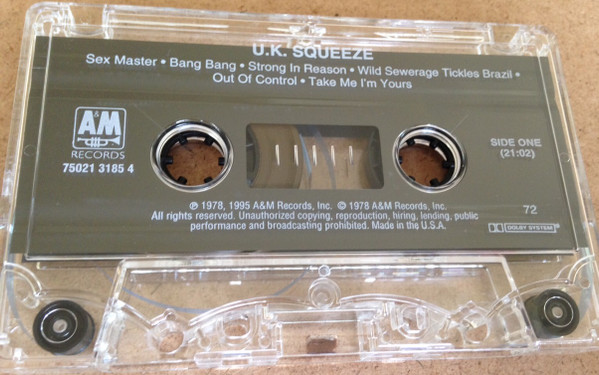 U.K. SQUEEZE
Sex Master • Bang Bang • Strong In Reason • Wild Sewerage Tickles Brazil •
Out Of Control • Take Me I'm Yours
A&M
RECORDS
75021 3185 4
SIDE ONE
(21:02)
℗ 1978, 1995 A&M Records, Inc. © 1978 A&M Records, Inc.
All rights reserved. Unauthorized copying, reproduction, hiring, lending, public
performance and broadcasting prohibited. Made in the U.S.A.
72
DOLBY SYSTEM®